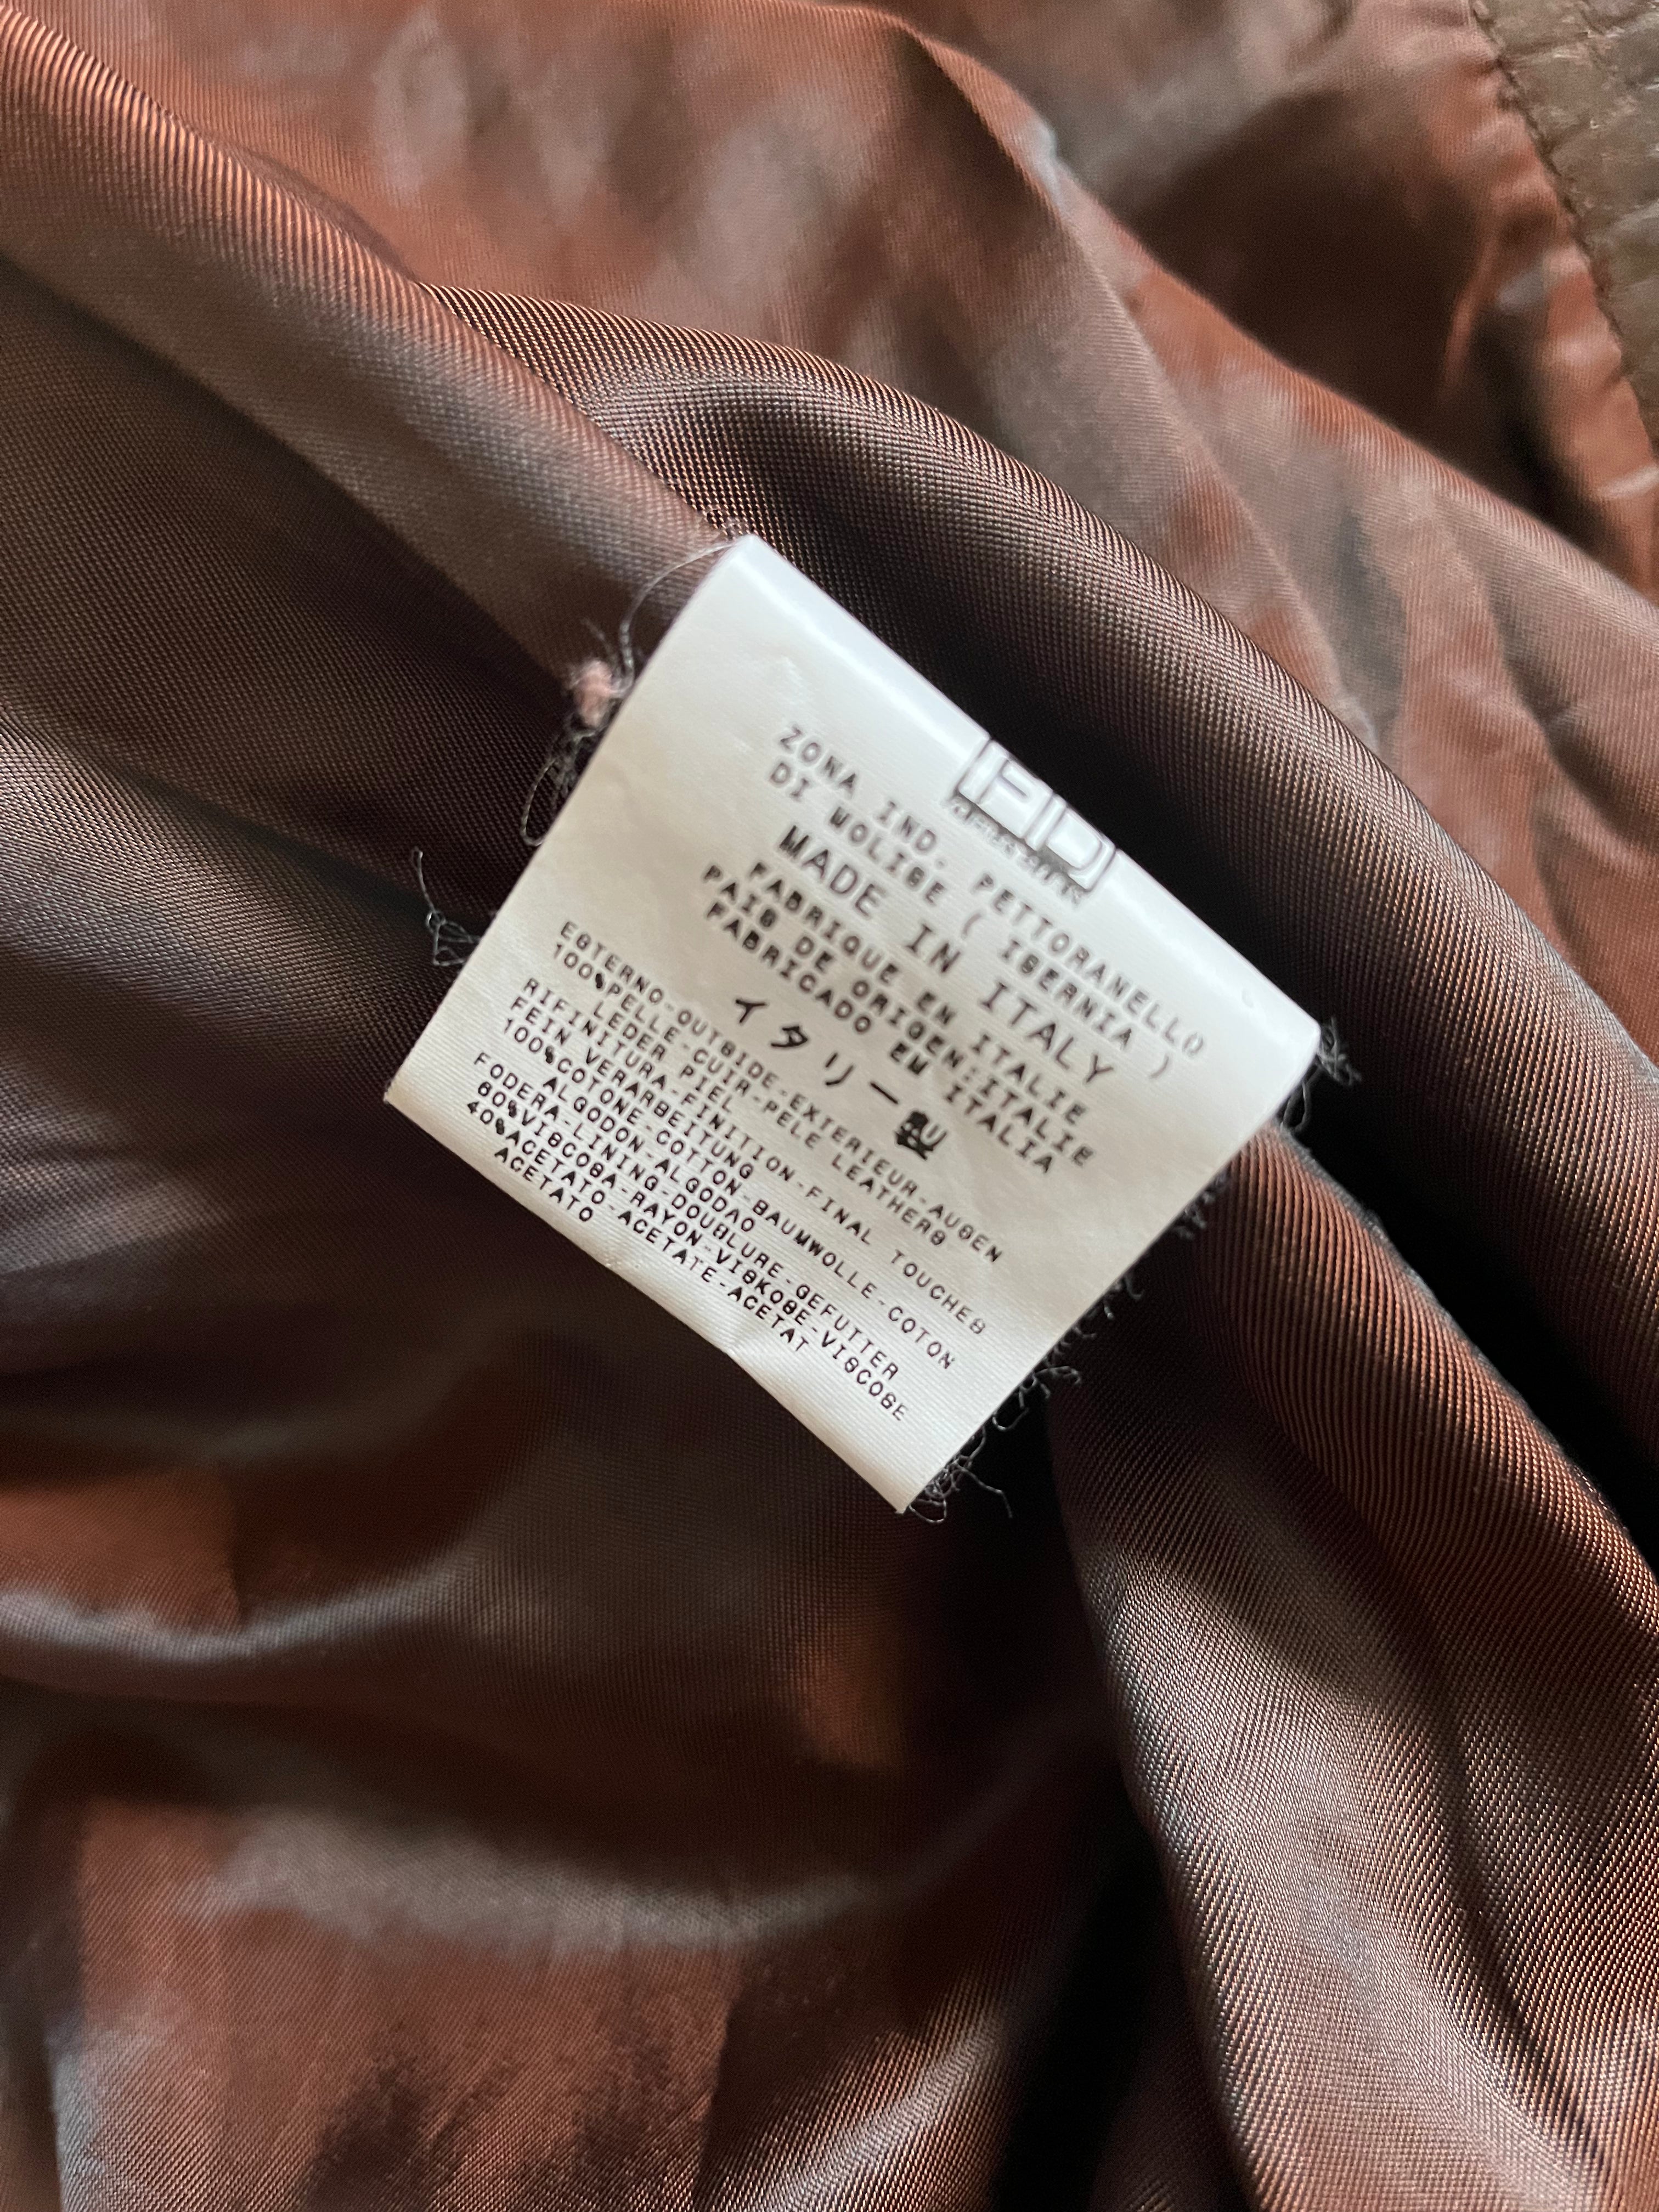 ZONA IND. PETTORANELLO
DI MOLISE ( ISERNIA )
MADE IN ITALY
FABRIQUE EN ITALIE
PAIS DE ORIGEN:ITALIE
FABRICADO EM ITALIA
イタリー製
ESTERNO-OUTSIDE-EXTERIEUR-AUSEN
100%PELLE-CUIR-PELE LEATHERS
LEDER PIEL
RIFINITURA-FINITION-FINAL TOUCHES
FEIN VERARBEITUNG
100%COTONE-COTTON-BAUMWOLLE-COTON
ALGODON-ALGODAO
FODERA-LINING-DOUBLURE-GEFUTTER
60%VISCOSA-RAYON-VISKOSE-VISCOSE
40%ACETATO-ACETATE-ACETAT
ACETATO